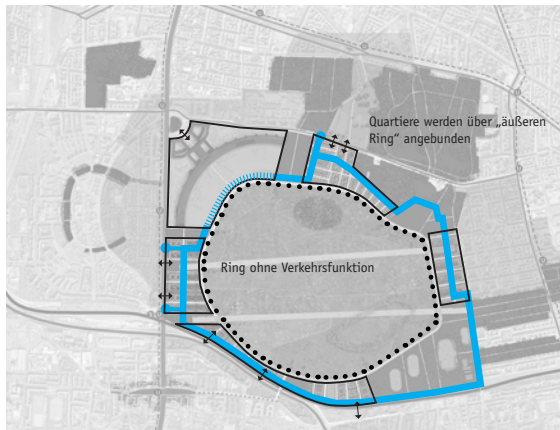 Quartiere werden über „äußeren
Ring“ angebunden
Ring ohne Verkehrsfunktion